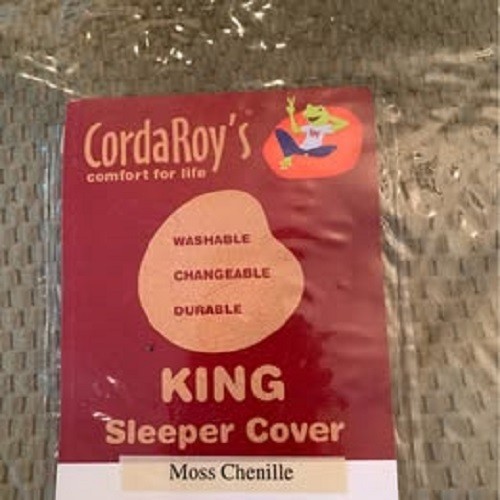 CordaRoy's
comfort for life
WASHABLE
CHANGEABLE
DURABLE
KING
Sleeper Cover
Moss Chenille